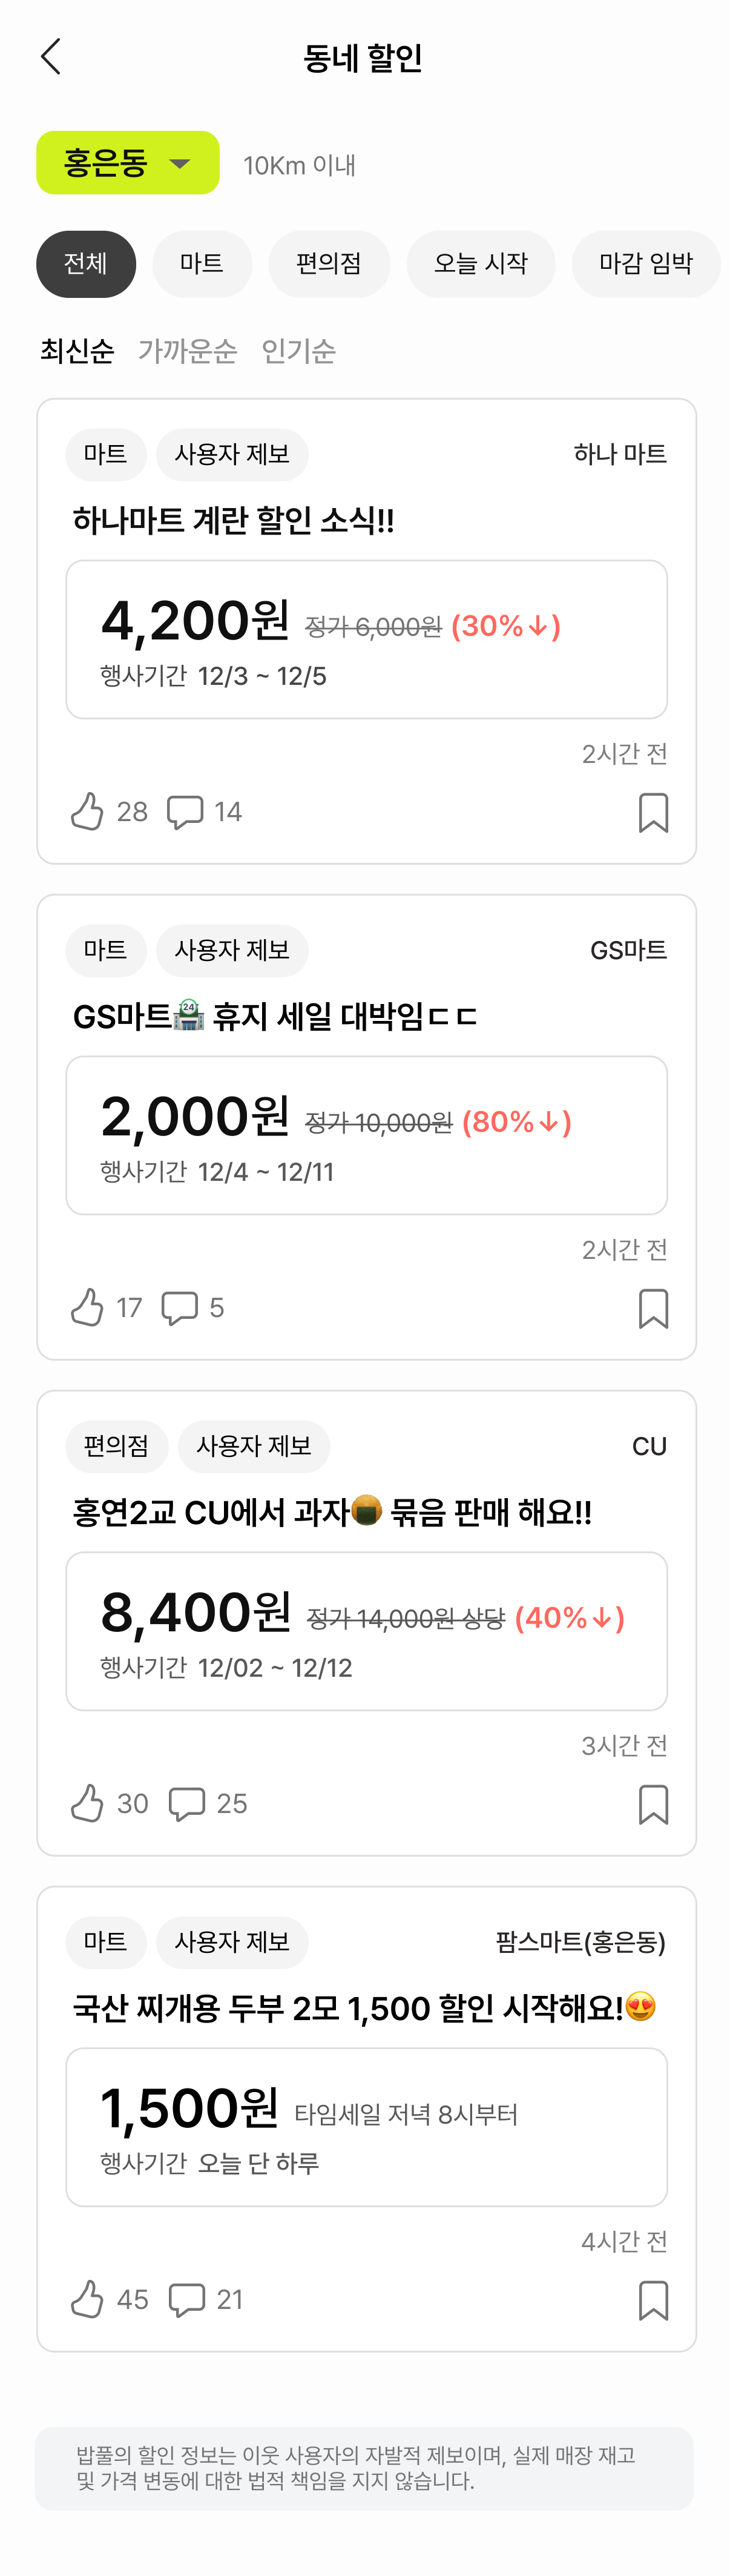 동네 할인
홍은동 10Km 이내
전체 마트 편의점 오늘 시작 마감 임박
최신순 가까운순 인기순
마트 사용자 제보 하나 마트
하나마트 계란 할인 소식!!
4,200원 정가 6,000원 (30%↓)
행사기간 12/3 ~ 12/5
2시간 전
28 14
마트 사용자 제보 GS마트
GS마트🏪 휴지 세일 대박임ㄷㄷ
2,000원 정가 10,000원 (80%↓)
행사기간 12/4 ~ 12/11
2시간 전
17 5
편의점 사용자 제보 CU
홍연2교 CU에서 과자🍘 묶음 판매 해요!!
8,400원 정가 14,000원 상당 (40%↓)
행사기간 12/02 ~ 12/12
3시간 전
30 25
마트 사용자 제보 팜스마트(홍은동)
국산 찌개용 두부 2모 1,500 할인 시작해요!😍
1,500원 타임세일 저녁 8시부터
행사기간 오늘 단 하루
4시간 전
45 21
밥풀의 할인 정보는 이웃 사용자의 자발적 제보이며, 실제 매장 재고
및 가격 변동에 대한 법적 책임을 지지 않습니다.